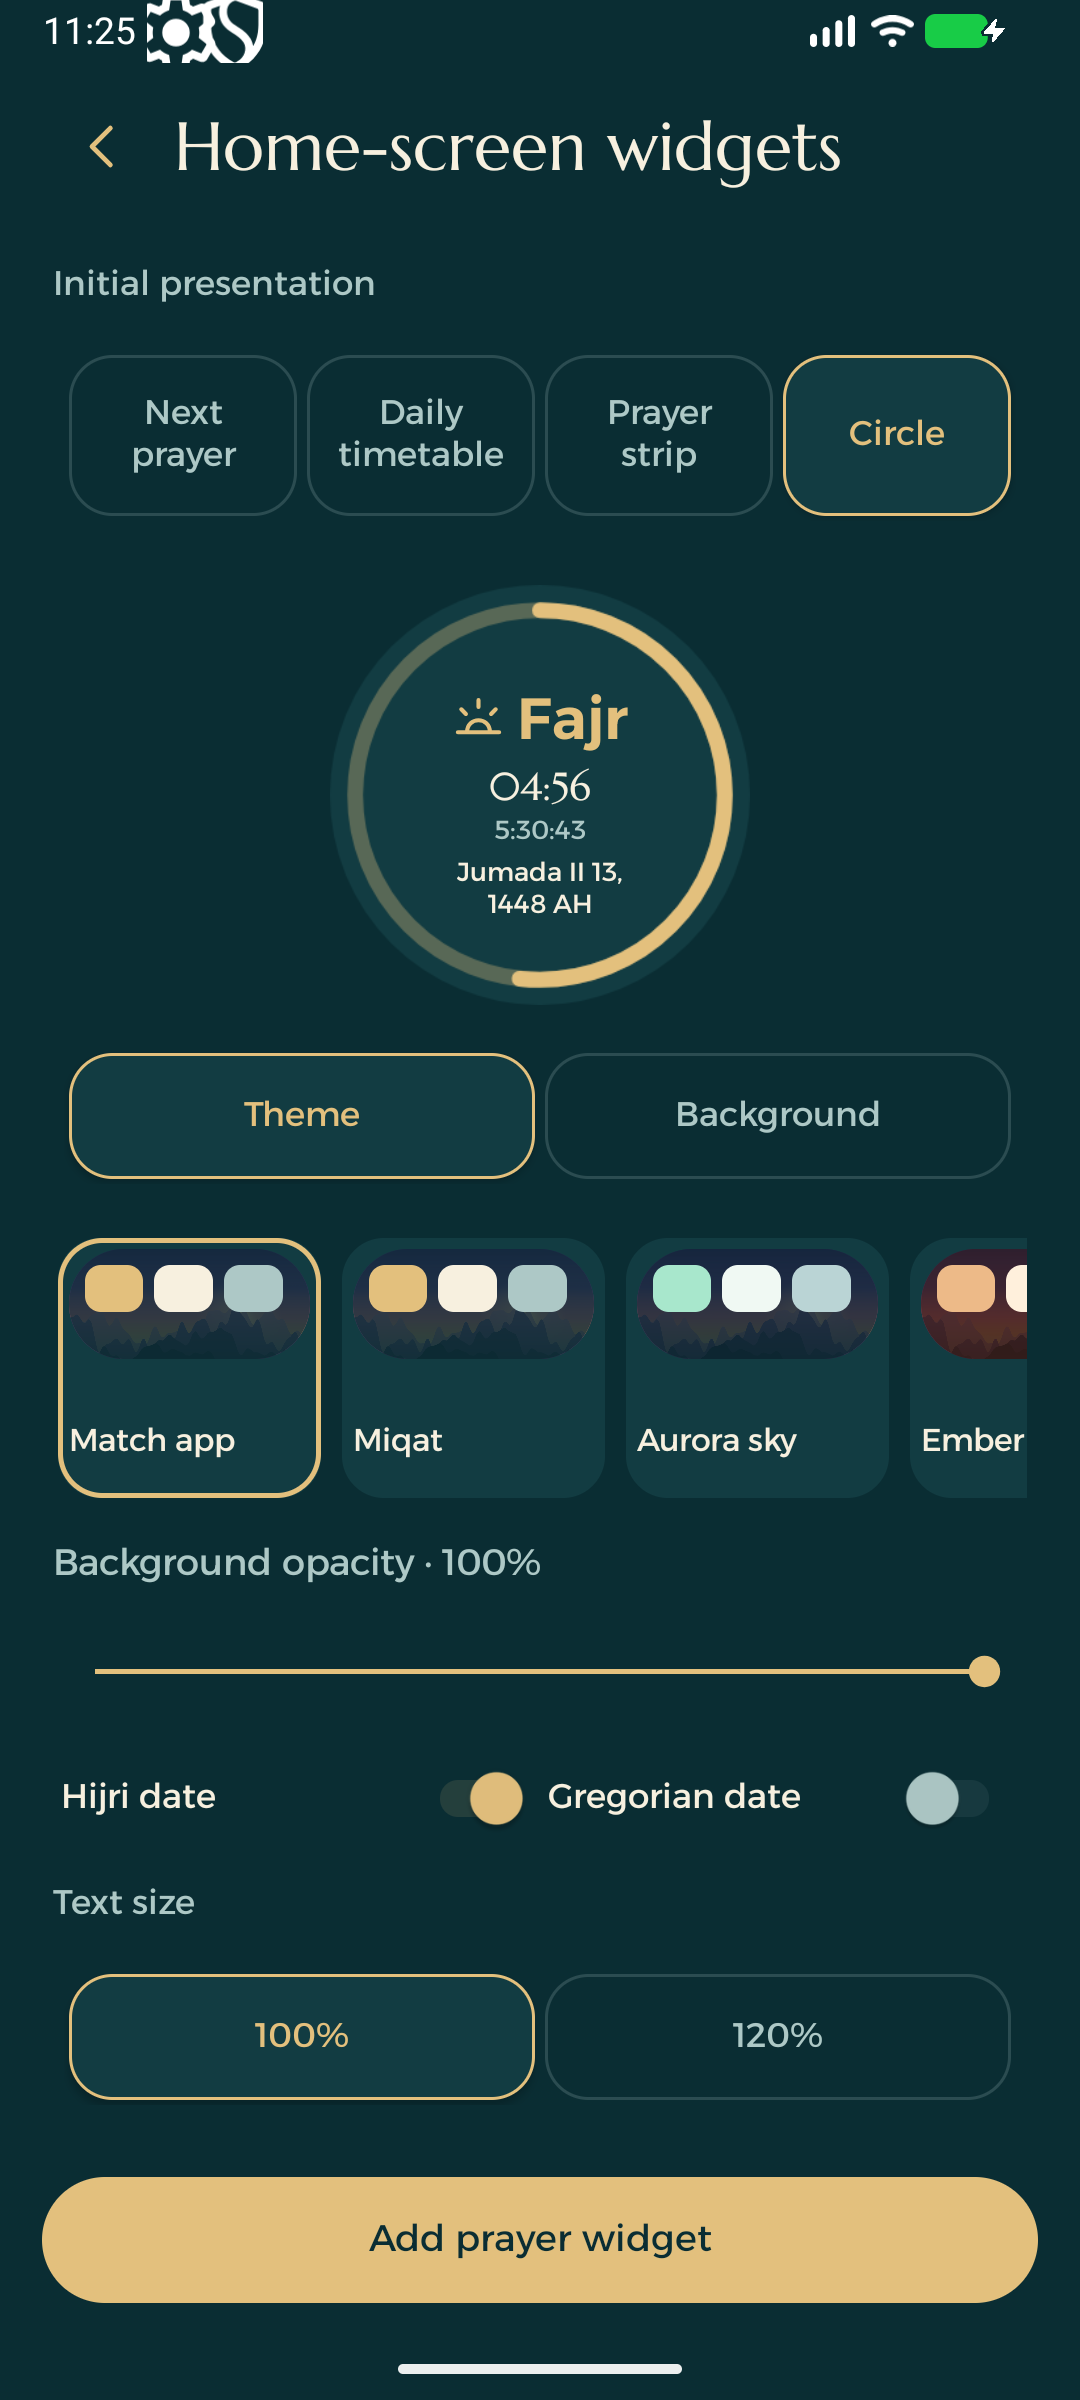 11:25
Home-screen widgets
Initial presentation
Next
prayer
Daily
timetable
Prayer
strip
Circle
Fajr
04:56
5:30:43
Jumada II 13,
1448 AH
Theme
Background
Match app
Miqat
Aurora sky
Ember
Background opacity · 100%
Hijri date
Gregorian date
Text size
100%
120%
Add prayer widget